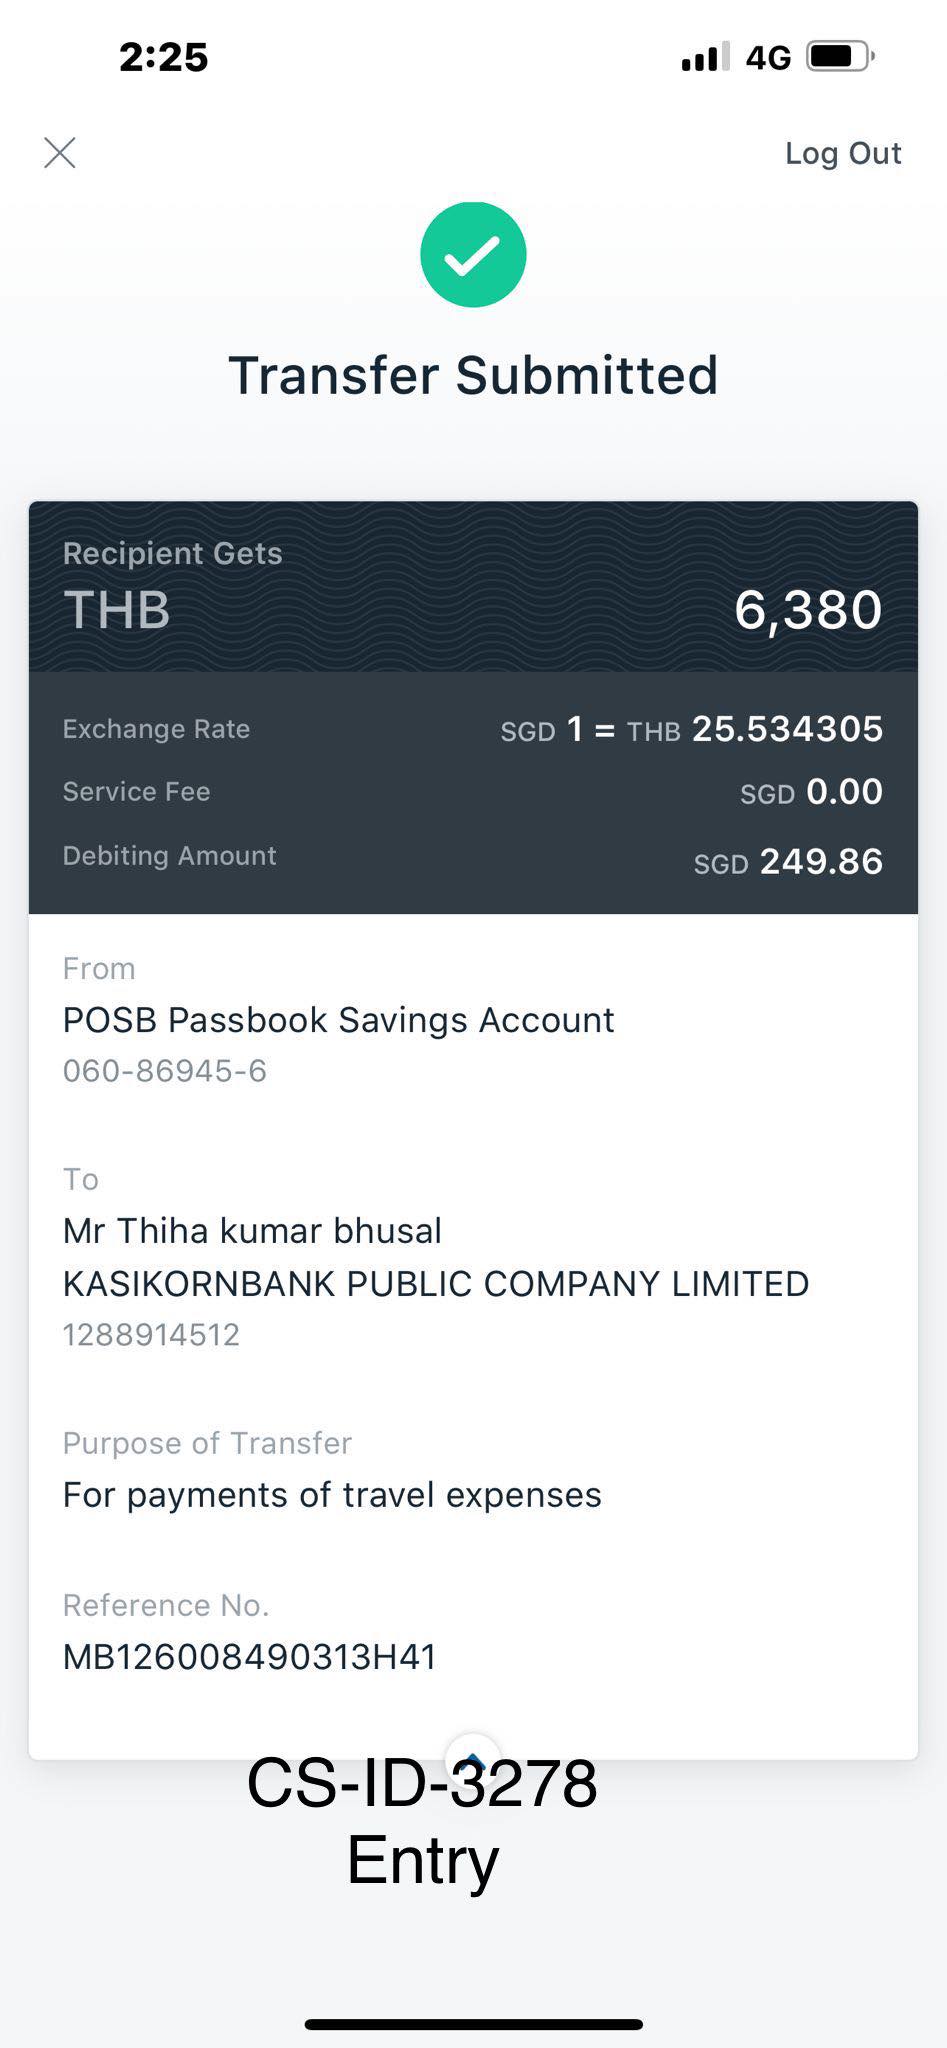 2:25 4G
Log Out
Transfer Submitted
Recipient Gets
THB 6,380
Exchange Rate SGD 1 = THB 25.534305
Service Fee SGD 0.00
Debiting Amount SGD 249.86
From
POSB Passbook Savings Account
060-86945-6
To
Mr Thiha kumar bhusal
KASIKORNBANK PUBLIC COMPANY LIMITED
1288914512
Purpose of Transfer
For payments of travel expenses
Reference No.
MB126008490313H41
CS-ID-3278
Entry